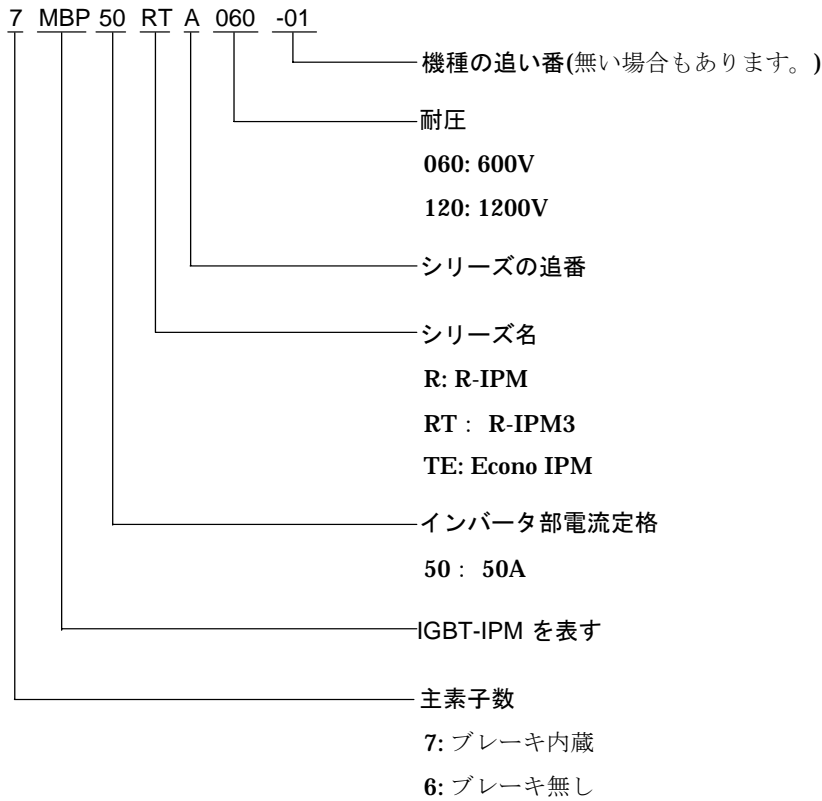 7 MBP 50 RT A 060 -01
機種の追い番(無い場合もあります。)
耐圧
060: 600V
120: 1200V
シリーズの追番
シリーズ名
R: R-IPM
RT : R-IPM3
TE: Econo IPM
インバータ部電流定格
50 : 50A
IGBT-IPM を表す
主素子数
7: ブレーキ内蔵
6: ブレーキ無し